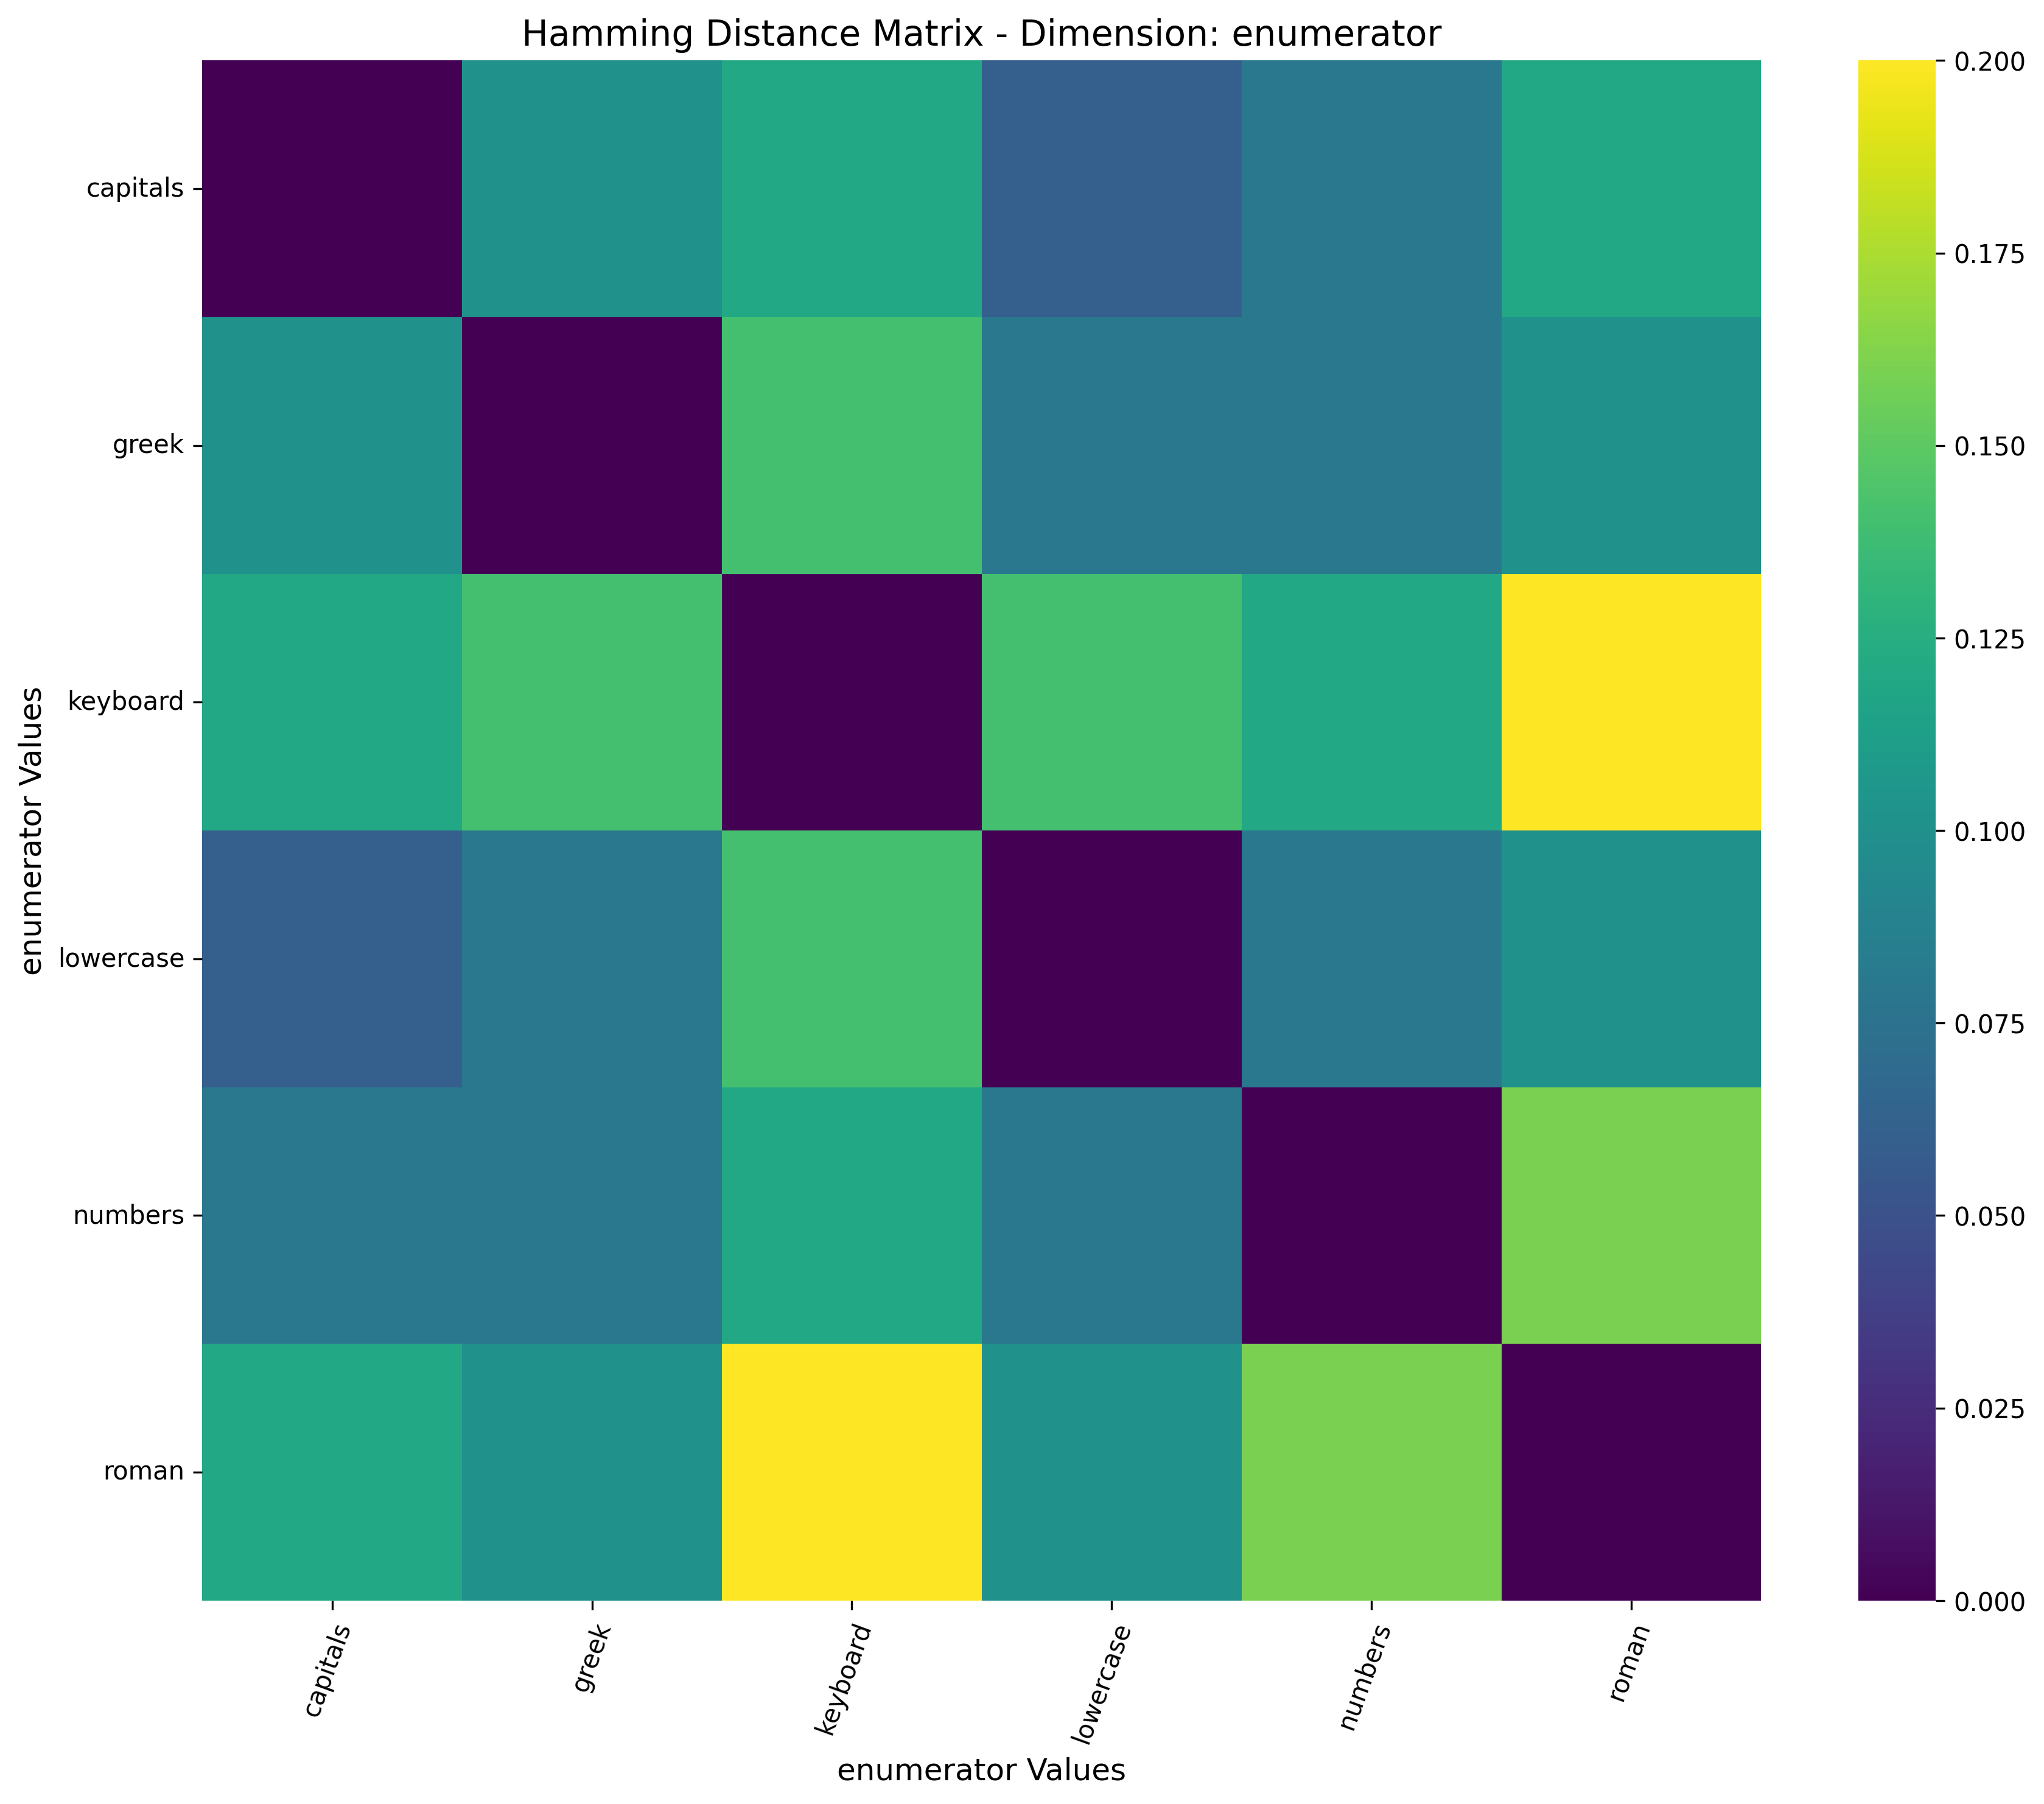 Hamming Distance Matrix - Dimension: enumerator
enumerator Values
capitals
greek
keyboard
lowercase
numbers
roman
capitals
greek
keyboard
lowercase
numbers
roman
enumerator Values
0.200
0.175
0.150
0.125
0.100
0.075
0.050
0.025
0.000